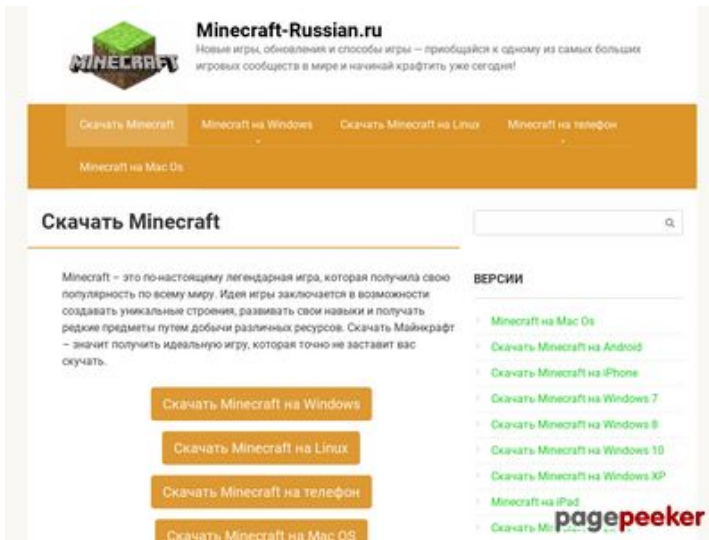 MINECRAFT
Minecraft-Russian.ru
Новые игры, обновления и способы игры — приобщайся к одному из самых больших
игровых сообществ в мире и начинай крафтить уже сегодня!
Скачать Minecraft
Minecraft на Windows
Скачать Minecraft на Linux
Minecraft на телефон
Minecraft на Mac Os
Скачать Minecraft
Minecraft – это по-настоящему легендарная игра, которая получила свою
популярность по всему миру. Идея игры заключается в возможности
создавать уникальные строения, развивать свои навыки и получать
редкие предметы путем добычи различных ресурсов. Скачать Майнкрафт
– значит получить идеальную игру, которая точно не заставит вас
скучать.
Скачать Minecraft на Windows
Скачать Minecraft на Linux
Скачать Minecraft на телефон
Скачать Minecraft на Mac OS
ВЕРСИИ
Minecraft на Mac Os
Скачать Minecraft на Android
Скачать Minecraft на iPhone
Скачать Minecraft на Windows 7
Скачать Minecraft на Windows 8
Скачать Minecraft на Windows 10
Скачать Minecraft на Windows XP
Minecraft на iPad
Скачать
pagepeeker